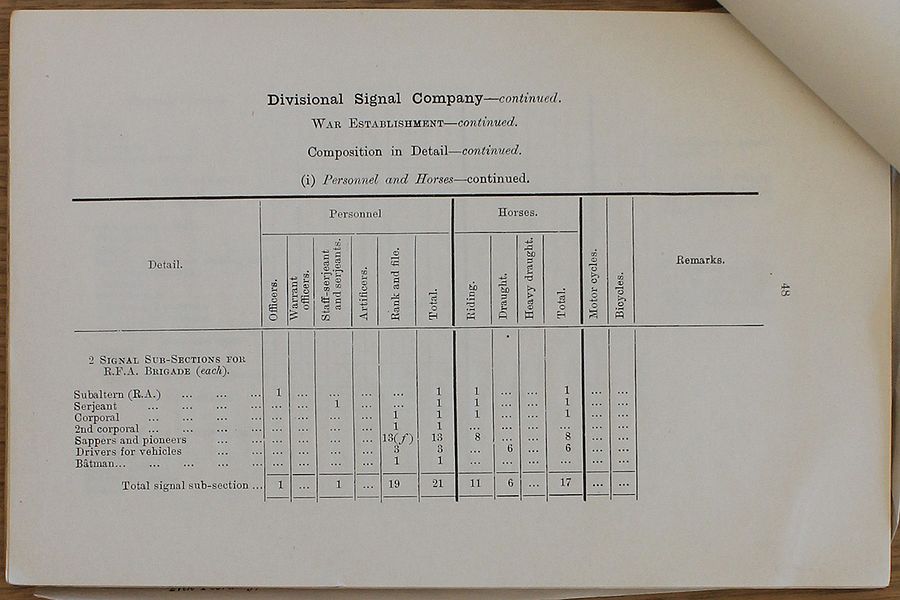 Divisional Signal Company—continued.
WAR ESTABLISHMENT—continued.
Composition in Detail—continued.
(i) Personnel and Horses—continued.
Detail. Personnel Horses. Motor cycles. Bicycles. Remarks.
Officers. Warrant officers. Staff-serjeant and serjeants. Artificers. Rank and file. Total. Riding. Draught. Heavy draught. Total.
2 SIGNAL SUB-SECTIONS FOR
R.F.A. BRIGADE (each).
Subaltern (R.A.) ... ... ... 1 ... ... ... ... 1 1 ... ... 1 ... ...
Serjeant ... ... ... ... ... ... 1 ... ... 1 1 ... ... 1 ... ...
Corporal ... ... ... ... ... ... ... ... 1 1 1 ... ... 1 ... ...
2nd corporal ... ... ... ... ... ... ... ... 1 1 ... ... ... ... ... ...
Sappers and pioneers ... ... ... ... ... ... 13(f) 13 8 ... ... 8 ... ...
Drivers for vehicles ... ... ... ... ... ... 3 3 ... 6 ... 6 ... ...
Bâtman... ... ... ... ... ... ... ... ... 1 1 ... ... ... ... ... ...
Total signal sub-section ... 1 ... 1 ... 19 21 11 6 ... 17 ... ...
48